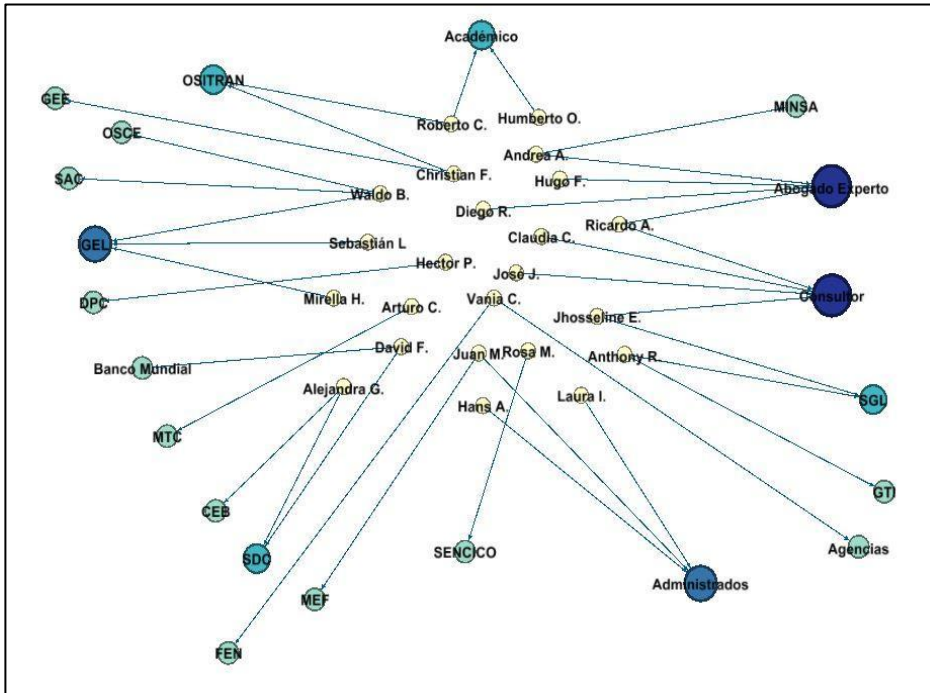 Académico
OSITRAN
GEE
MINSA
Humberto O.
Roberto C.
OSCE
Andrea A.
Christian F.
SAC
Hugo F.
Abogado Experto
Waldo B.
Diego R.
Ricardo A.
Claudia C.
GEL
Sebastián L
Hector P.
José J.
Mirella H.
Vania C.
Consultor
DPC
Arturo C.
Jhosseline E.
David F.
Juan M.
Rosa M.
Anthony R.
Banco Mundial
Alejandra G.
Laura I.
SGL
Hans A.
MTC
GTI
CEB
Agencias
SENCICO
SDC
Administrados
MEF
FEN